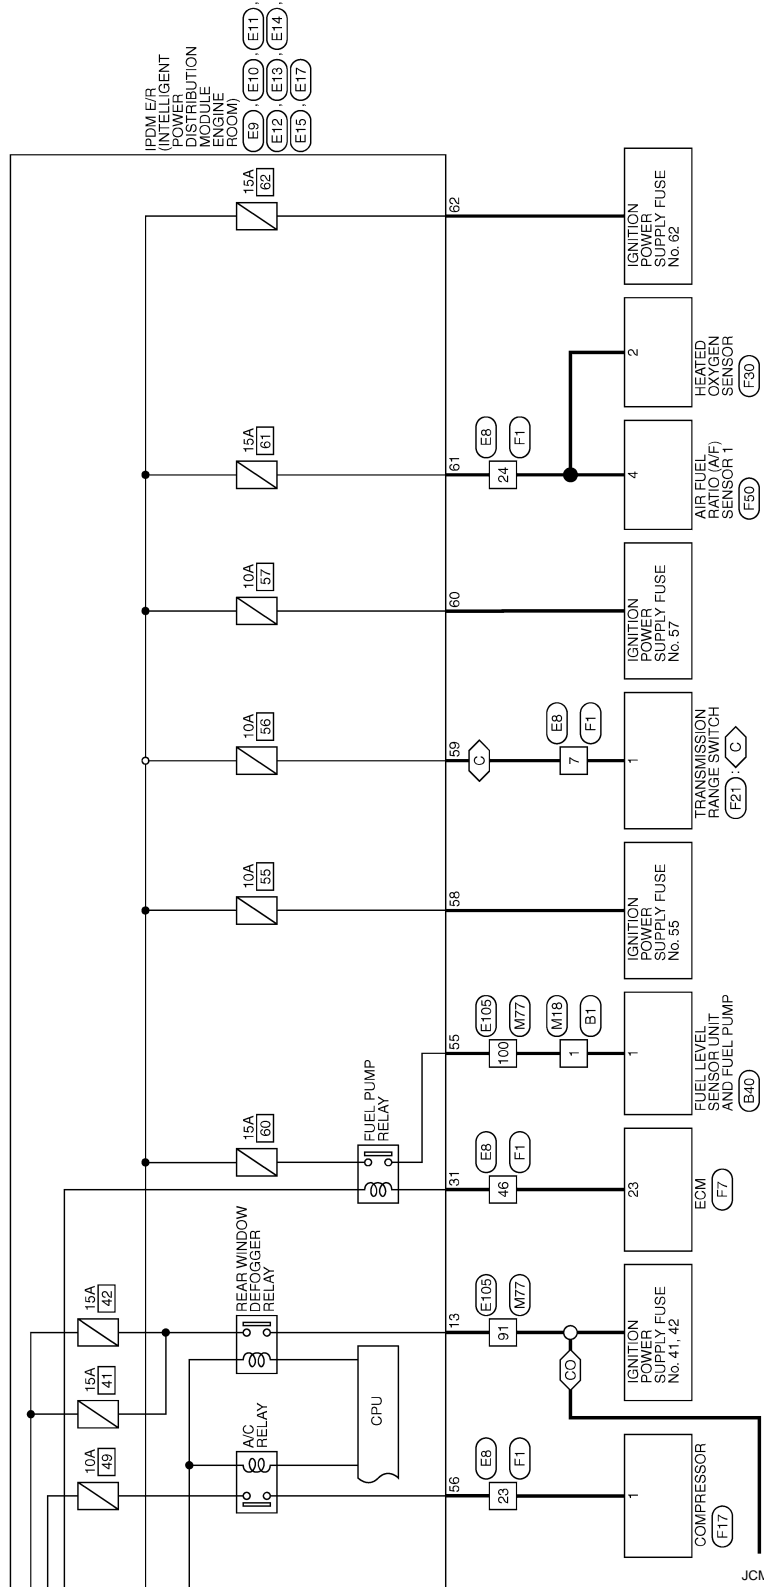 IPDM E/R
(INTELLIGENT
POWER
DISTRIBUTION
MODULE
ENGINE
ROOM)
E9 , E10 , E11 ,
E12 , E13 , E14 ,
E15 , E17
10A
49
15A
41
15A
42
15A
60
10A
55
10A
56
10A
57
15A
61
15A
62
A/C
RELAY
REAR WINDOW
DEFOGGER
RELAY
FUEL PUMP
RELAY
CPU
56
13
31
55
58
59
60
61
62
23
E8
F1
91
E105
M77
CO
46
E8
F1
100
E105
M77
1
M18
B1
C
7
E8
F1
24
E8
F1
1
COMPRESSOR
F17
IGNITION
POWER
SUPPLY FUSE
No. 41, 42
23
ECM
F7
1
FUEL LEVEL
SENSOR UNIT
AND FUEL PUMP
B40
IGNITION
POWER
SUPPLY FUSE
No. 55
1
TRANSMISSION
RANGE SWITCH
F21 : C
IGNITION
POWER
SUPPLY FUSE
No. 57
4
AIR FUEL
RATIO (A/F)
SENSOR 1
F50
2
HEATED
OXYGEN
SENSOR
F30
IGNITION
POWER
SUPPLY FUSE
No. 62
JCM